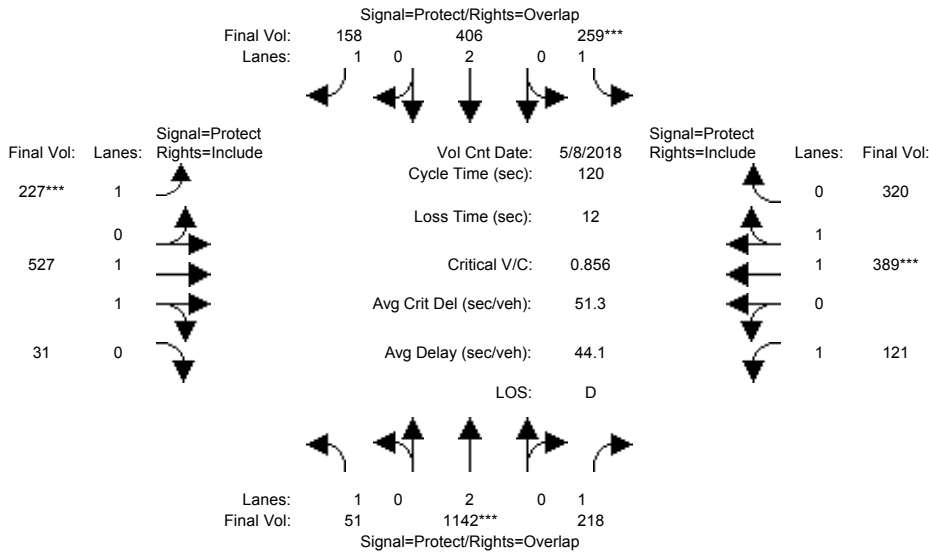 Signal=Protect/Rights=Overlap
Final Vol: 158 406 259***
Lanes: 1 0 2 0 1
Signal=Protect
Final Vol: Lanes: Rights=Include
227*** 1
0
527 1
1
31 0
Vol Cnt Date: 5/8/2018
Cycle Time (sec): 120
Loss Time (sec): 12
Critical V/C: 0.856
Avg Crit Del (sec/veh): 51.3
Avg Delay (sec/veh): 44.1
LOS: D
Signal=Protect
Rights=Include Lanes: Final Vol:
0 320
1
1 389***
0
1 121
Lanes: 1 0 2 0 1
Final Vol: 51 1142*** 218
Signal=Protect/Rights=Overlap